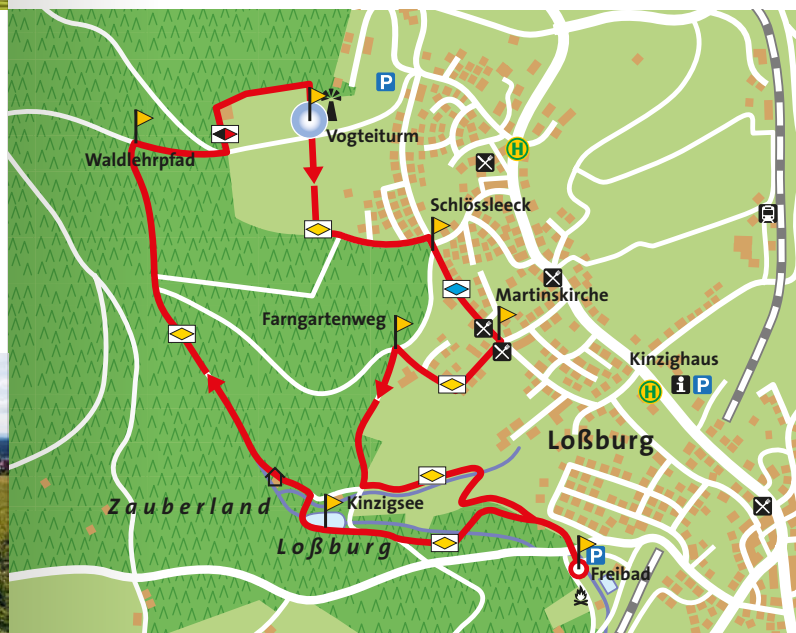 P
Vogteiturm
Waldlehrpfad
H
Schlössleeck
Martinskirche
Farngartenweg
Kinzighaus
H
i P
Loßburg
Zauberland
Kinzigsee
Loßburg
P
Freibad